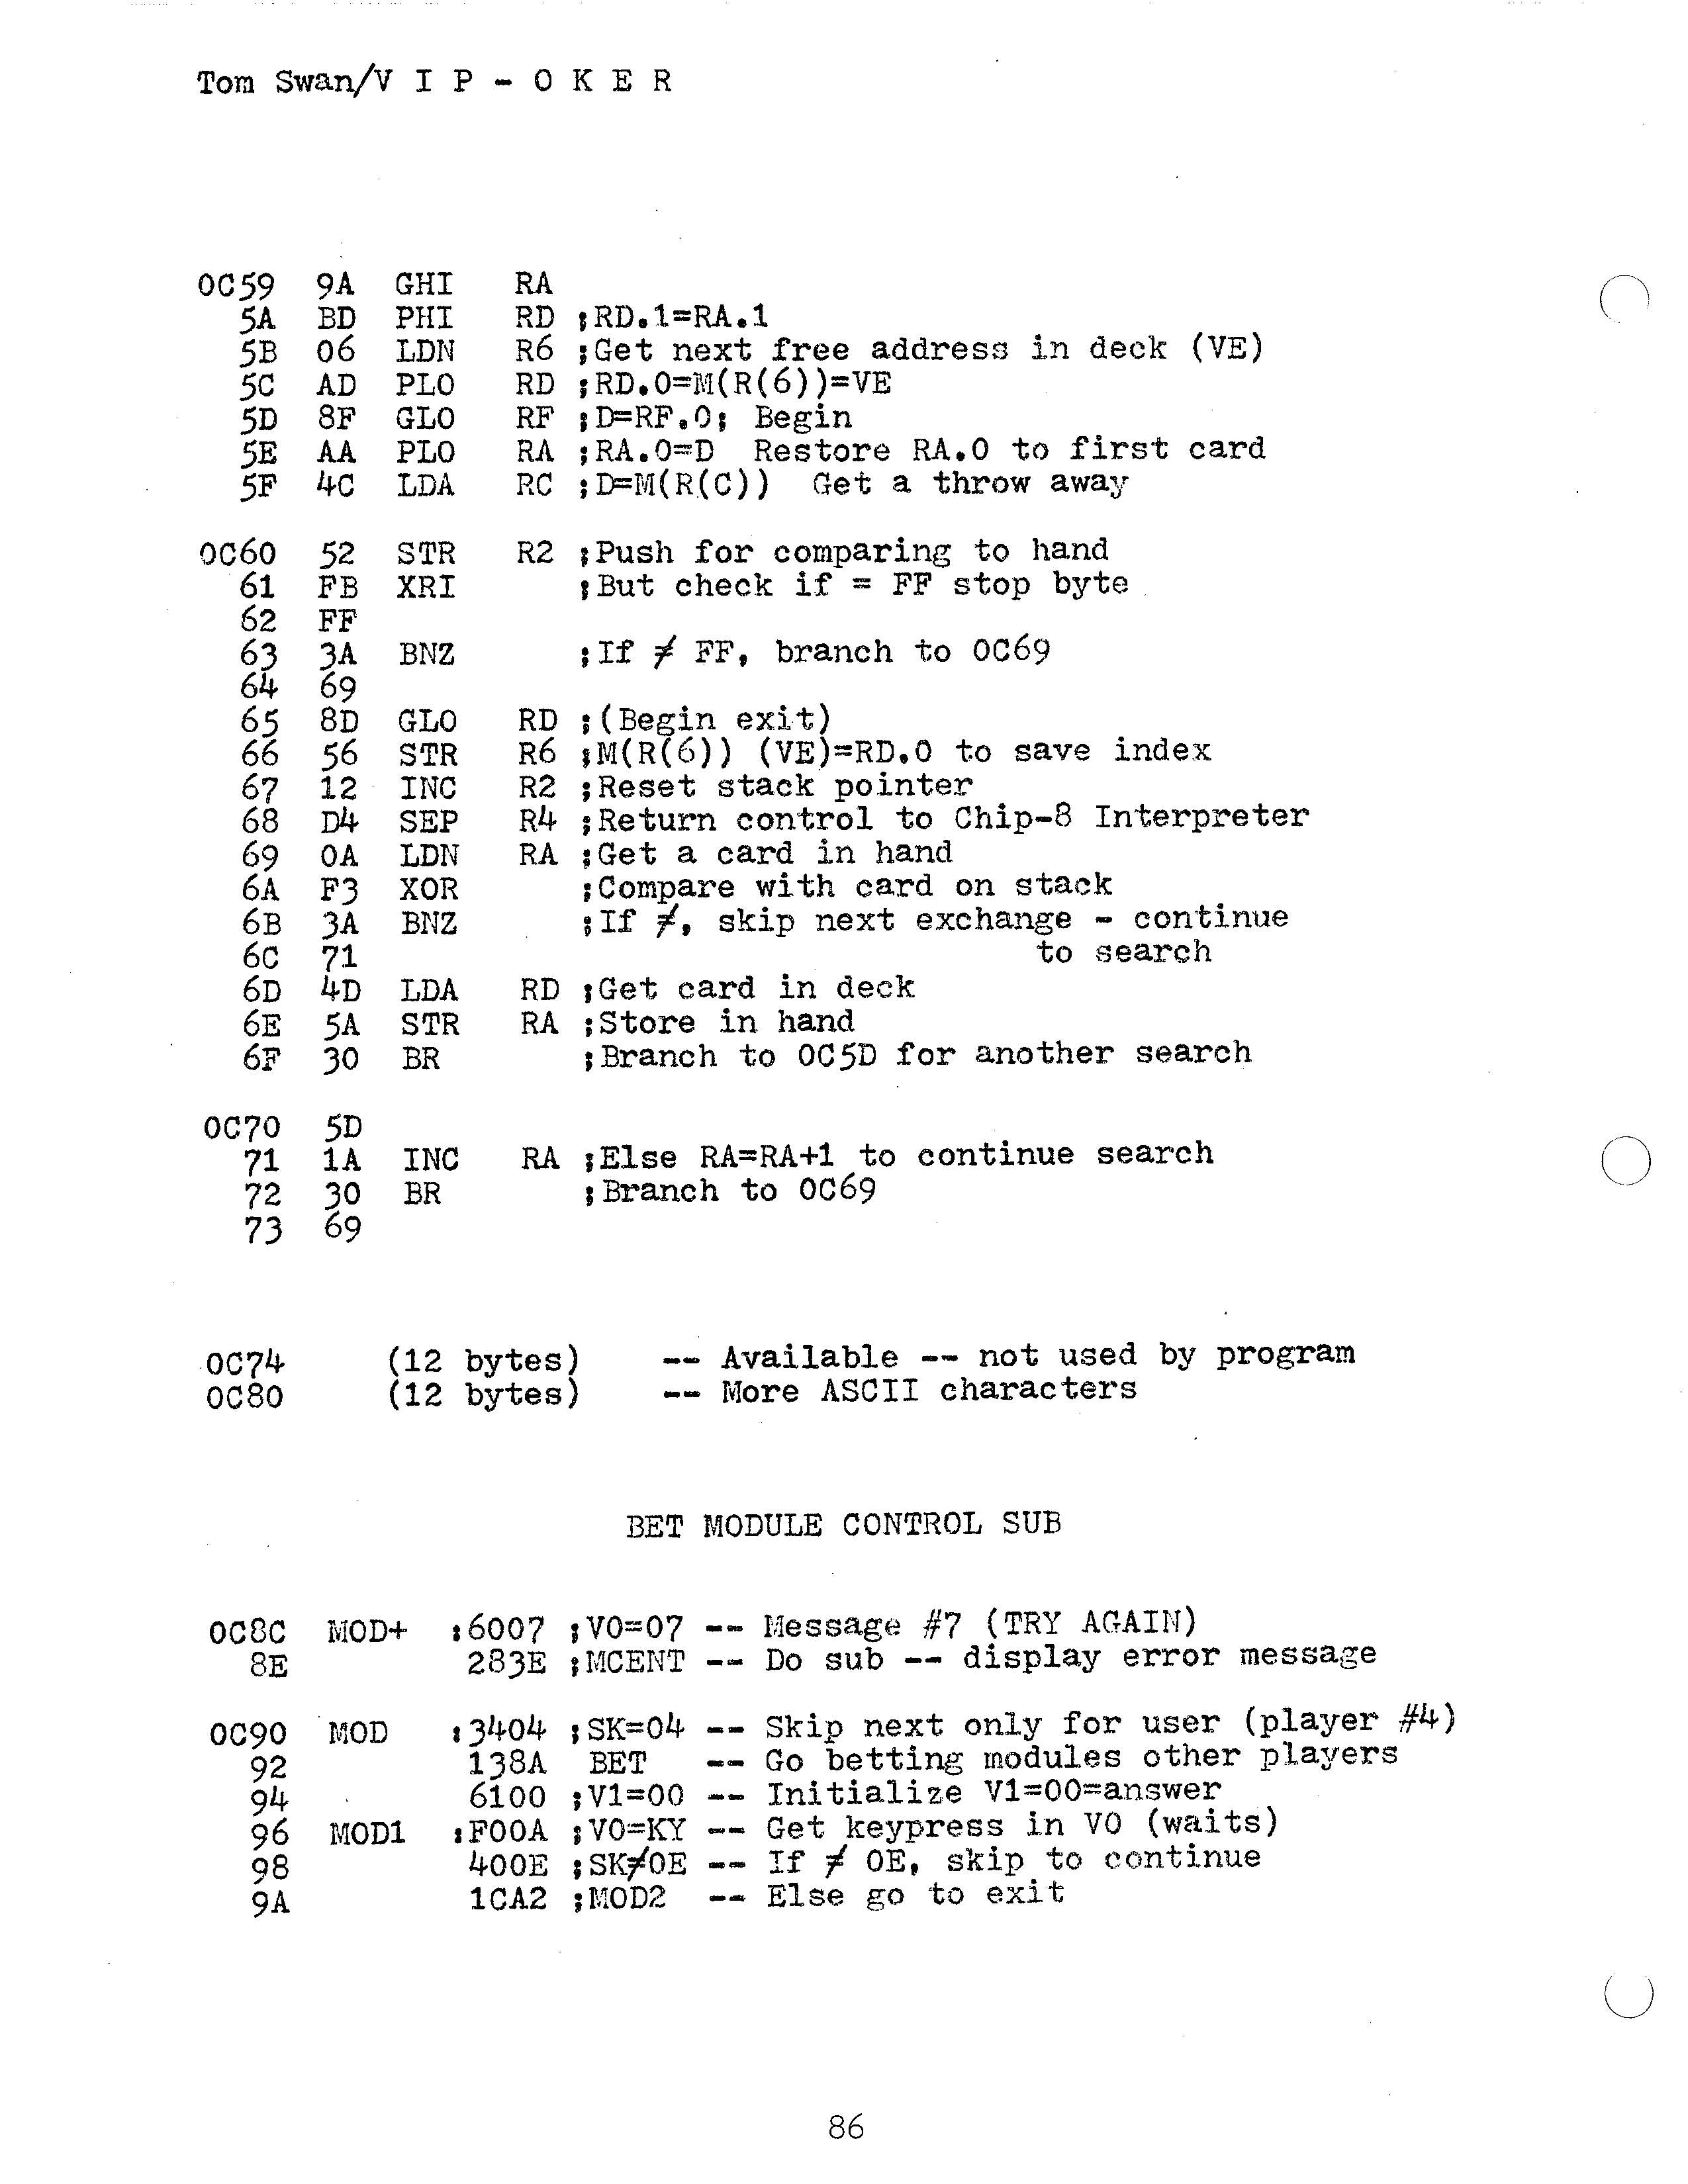 Tom Swan/V I P - O K E R
0C59 9A GHI RA
5A BD PHI RD ;RD.1=RA.1
5B 06 LDN R6 ;Get next free address in deck (VE)
5C AD PLO RD ;RD.0=M(R(6))=VE
5D 8F GLO RF ;D=RF.0; Begin
5E AA PLO RA ;RA.0=D Restore RA.0 to first card
5F 4C LDA RC ;D=M(R(C)) Get a throw away
0C60 52 STR R2 ;Push for comparing to hand
61 FB XRI ;But check if = FF stop byte
62 FF
63 3A BNZ ;If ≠ FF, branch to 0C69
64 69
65 8D GLO RD ;(Begin exit)
66 56 STR R6 ;M(R(6)) (VE)=RD.0 to save index
67 12 INC R2 ;Reset stack pointer
68 D4 SEP R4 ;Return control to Chip-8 Interpreter
69 0A LDN RA ;Get a card in hand
6A F3 XOR ;Compare with card on stack
6B 3A BNZ ;If ≠, skip next exchange - continue
6C 71 to search
6D 4D LDA RD ;Get card in deck
6E 5A STR RA ;Store in hand
6F 30 BR ;Branch to 0C5D for another search
0C70 5D
71 1A INC RA ;Else RA=RA+1 to continue search
72 30 BR ;Branch to 0C69
73 69
0C74 (12 bytes) -- Available -- not used by program
0C80 (12 bytes) -- More ASCII characters
BET MODULE CONTROL SUB
0C8C MOD+ :6007 ;V0=07 -- Message #7 (TRY AGAIN)
8E 283E ;MCENT -- Do sub -- display error message
0C90 MOD :3404 ;SK=04 -- Skip next only for user (player #4)
92 138A BET -- Go betting modules other players
94 6100 ;V1=00 -- Initialize V1=00=answer
96 MOD1 :F00A ;V0=KY -- Get keypress in V0 (waits)
98 400E ;SK≠0E -- If ≠ 0E, skip to continue
9A 1CA2 ;MOD2 -- Else go to exit
86